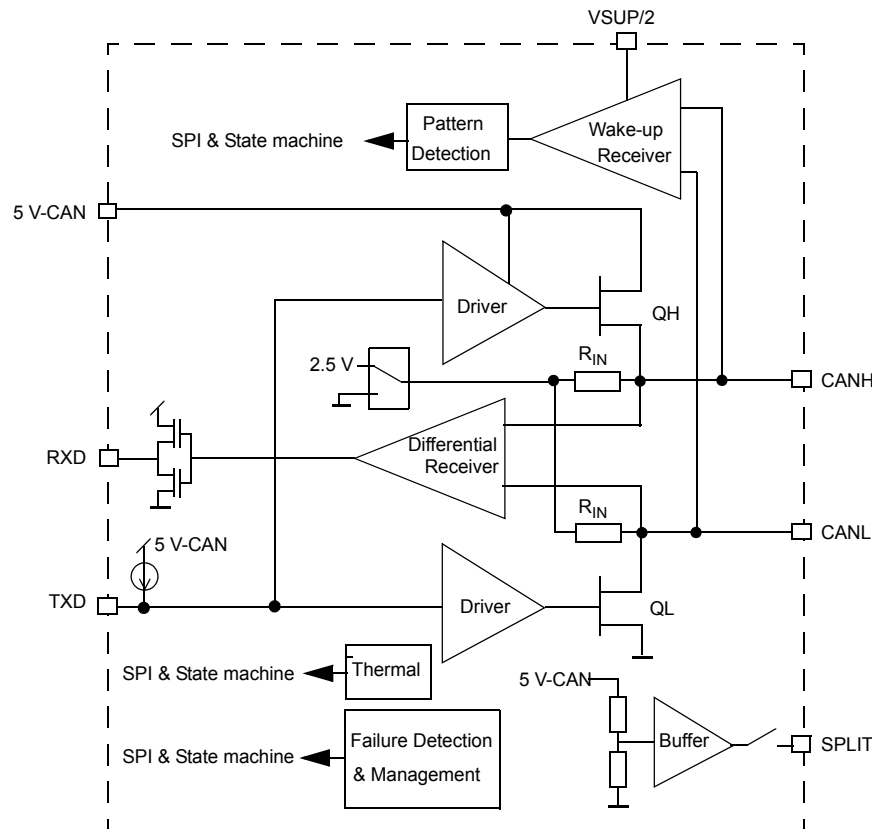 VSUP/2
Pattern
Detection
Wake-up
Receiver
SPI & State machine
5 V-CAN
Driver
QH
2.5 V
RIN
CANH
RXD
Differential
Receiver
RIN
CANL
5 V-CAN
TXD
Driver
QL
SPI & State machine
Thermal
5 V-CAN
SPI & State machine
Failure Detection
& Management
Buffer
SPLIT